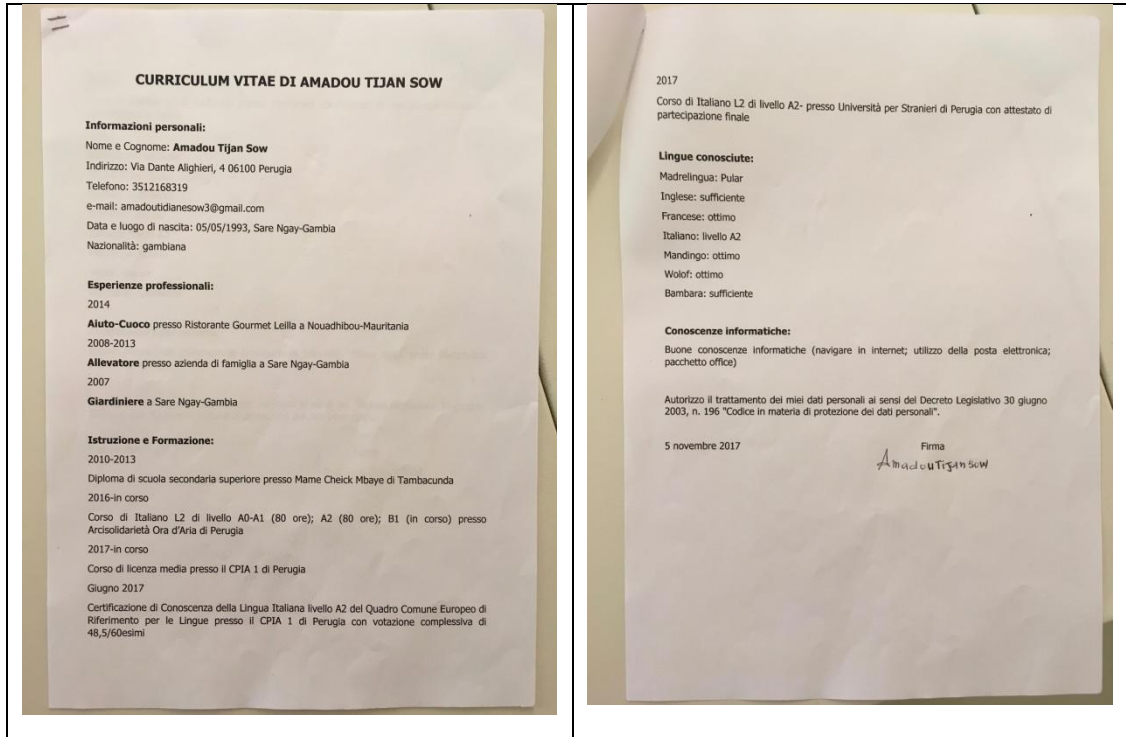 CURRICULUM VITAE DI AMADOU TIJAN SOW
Informazioni personali:
Nome e Cognome: Amadou Tijan Sow
Indirizzo: Via Dante Alighieri, 4 06100 Perugia
Telefono: 3512168319
e-mail: amadoutidianesow3@gmail.com
Data e luogo di nascita: 05/05/1993, Sare Ngay-Gambia
Nazionalità: gambiana
Esperienze professionali:
2014
Aiuto-Cuoco presso Ristorante Gourmet Leilla a Nouadhibou-Mauritania
2008-2013
Allevatore presso azienda di famiglia a Sare Ngay-Gambia
2007
Giardiniere a Sare Ngay-Gambia
Istruzione e Formazione:
2010-2013
Diploma di scuola secondaria superiore presso Mame Cheick Mbaye di Tambacunda
2016-in corso
Corso di Italiano L2 di livello A0-A1 (80 ore); A2 (80 ore); B1 (in corso) presso
Arcisolidarietà Ora d'Aria di Perugia
2017-in corso
Corso di licenza media presso il CPIA 1 di Perugia
Giugno 2017
Certificazione di Conoscenza della Lingua Italiana livello A2 del Quadro Comune Europeo di
Riferimento per le Lingue presso il CPIA 1 di Perugia con votazione complessiva di
48,5/60esimi
2017
Corso di Italiano L2 di livello A2- presso Università per Stranieri di Perugia con attestato di
partecipazione finale
Lingue conosciute:
Madrelingua: Pular
Inglese: sufficiente
Francese: ottimo
Italiano: livello A2
Mandingo: ottimo
Wolof: ottimo
Bambara: sufficiente
Conoscenze informatiche:
Buone conoscenze informatiche (navigare in internet; utilizzo della posta elettronica;
pacchetto office)
Autorizzo il trattamento dei miei dati personali ai sensi del Decreto Legislativo 30 giugno
2003, n. 196 "Codice in materia di protezione dei dati personali".
5 novembre 2017 Firma
Amadou Tijan sow